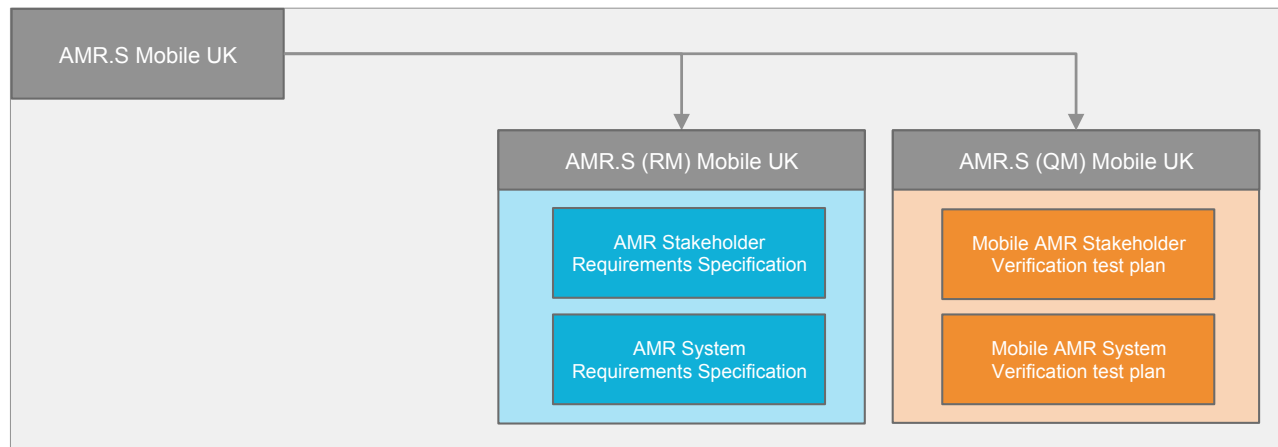 AMR.S Mobile UK
AMR.S (RM) Mobile UK
AMR Stakeholder
Requirements Specification
AMR System
Requirements Specification
AMR.S (QM) Mobile UK
Mobile AMR Stakeholder
Verification test plan
Mobile AMR System
Verification test plan